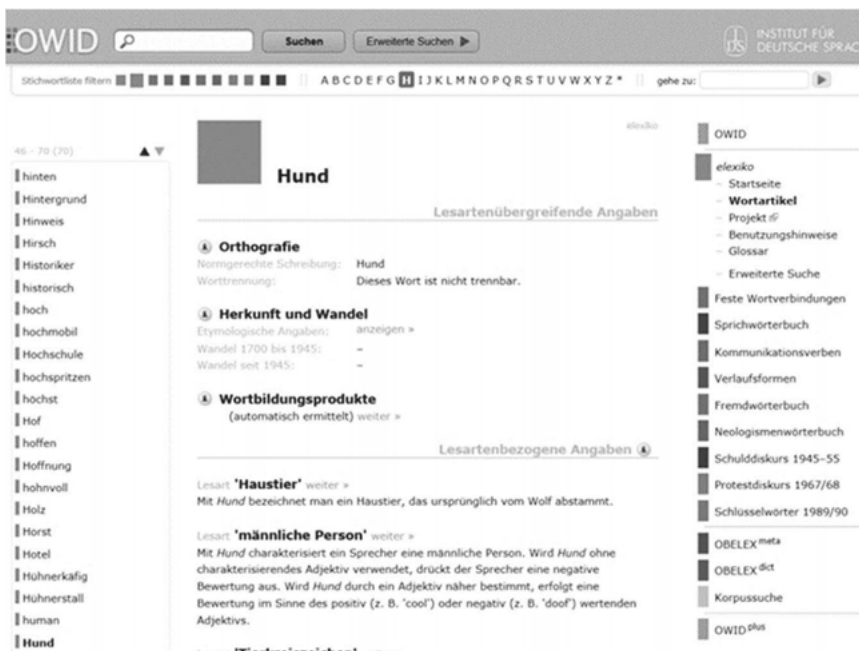 OWID
Suchen
Erweiterte Suchen ▶
INSTITUT FÜR
DEUTSCHE SPRAC
Stichwortliste filtern
A B C D E F G H I J K L M N O P Q R S T U V W X Y Z *
gehe zu:
46 - 70 (70)
hinten
Hintergrund
Hinweis
Hirsch
Historiker
historisch
hoch
hochmobil
Hochschule
hochspritzen
höchst
Hof
hoffen
Hoffnung
hohnvoll
Holz
Horst
Hotel
Hühnerkäfig
Hühnerstall
human
Hund
elexiko
Hund
Lesartenübergreifende Angaben
Orthografie
Normgerechte Schreibung: Hund
Worttrennung: Dieses Wort ist nicht trennbar.
Herkunft und Wandel
Etymologische Angaben: anzeigen »
Wandel 1700 bis 1945: –
Wandel seit 1945: –
Wortbildungsprodukte
(automatisch ermittelt) weiter »
Lesartenbezogene Angaben
Lesart 'Haustier' weiter »
Mit Hund bezeichnet man ein Haustier, das ursprünglich vom Wolf abstammt.
Lesart 'männliche Person' weiter »
Mit Hund charakterisiert ein Sprecher eine männliche Person. Wird Hund ohne
charakterisierendes Adjektiv verwendet, drückt der Sprecher eine negative
Bewertung aus. Wird Hund durch ein Adjektiv näher bestimmt, erfolgt eine
Bewertung im Sinne des positiv (z. B. 'cool') oder negativ (z. B. 'doof') wertenden
Adjektivs.
OWID
elexiko
– Startseite
– Wortartikel
– Projekt
– Benutzungshinweise
– Glossar
– Erweiterte Suche
Feste Wortverbindungen
Sprichwörterbuch
Kommunikationsverben
Verlaufsformen
Fremdwörterbuch
Neologismenwörterbuch
Schulddiskurs 1945–55
Protestdiskurs 1967/68
Schlüsselwörter 1989/90
OBELEX meta
OBELEX dict
Korpussuche
OWID plus